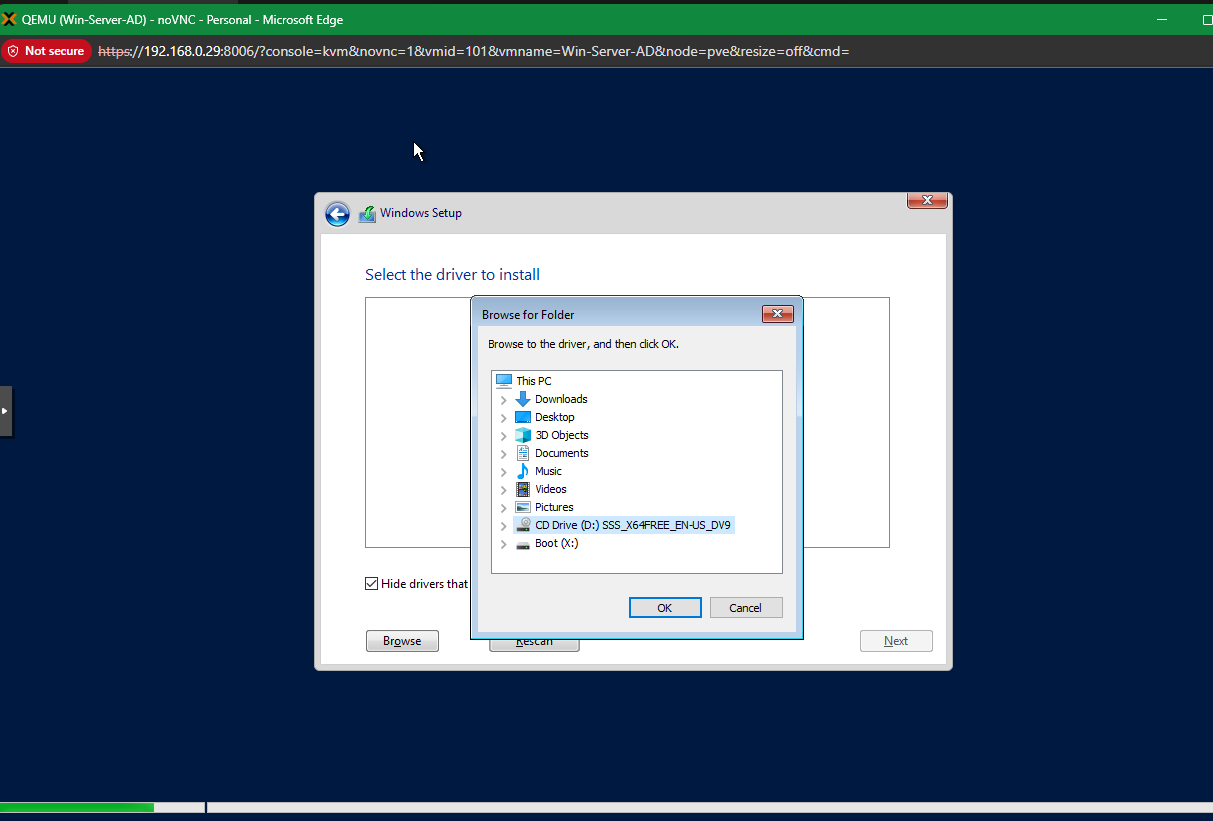 QEMU (Win-Server-AD) - noVNC - Personal - Microsoft Edge
Not secure
https://192.168.0.29:8006/?console=kvm&novnc=1&vmid=101&vmname=Win-Server-AD&node=pve&resize=off&cmd=
Windows Setup
Select the driver to install
Browse for Folder
Browse to the driver, and then click OK.
This PC
Downloads
Desktop
3D Objects
Documents
Music
Videos
Pictures
CD Drive (D:) SSS_X64FREE_EN-US_DV9
Boot (X:)
OK
Cancel
Hide drivers that
Browse
Rescan
Next